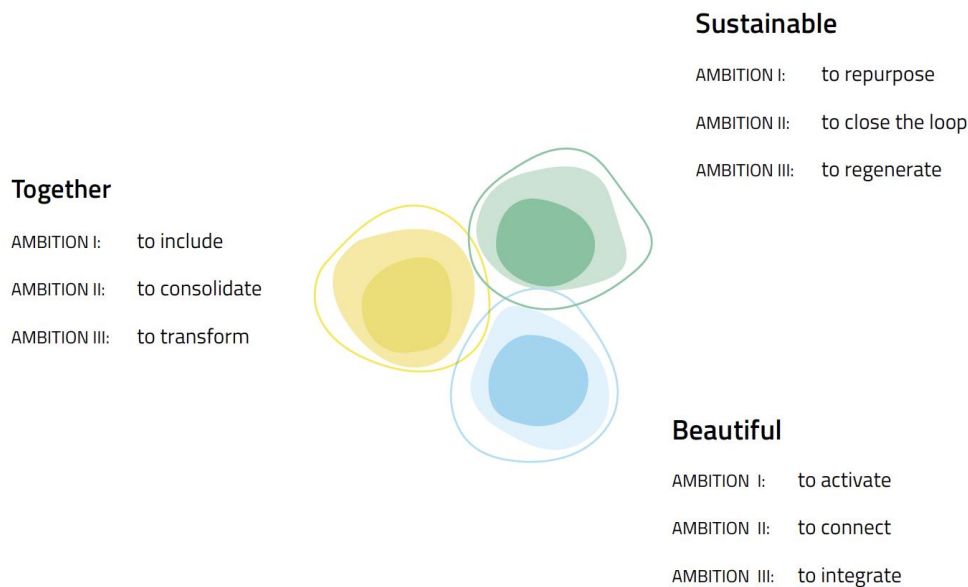 Sustainable
AMBITION I: to repurpose
AMBITION II: to close the loop
AMBITION III: to regenerate
Together
AMBITION I: to include
AMBITION II: to consolidate
AMBITION III: to transform
Beautiful
AMBITION I: to activate
AMBITION II: to connect
AMBITION III: to integrate